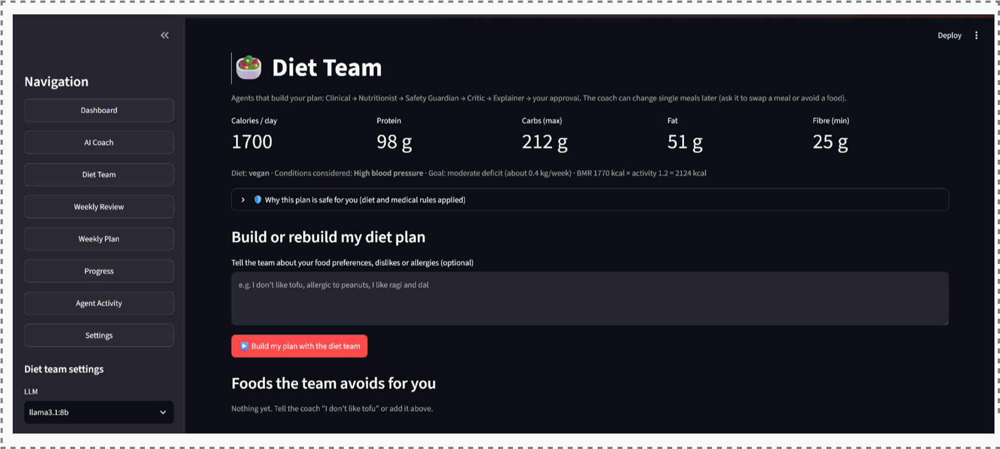 Deploy
Navigation
Dashboard
AI Coach
Diet Team
Weekly Review
Weekly Plan
Progress
Agent Activity
Settings
Diet team settings
LLM
llama3.1:8b
Diet Team
Agents that build your plan: Clinical → Nutritionist → Safety Guardian → Critic → Explainer → your approval. The coach can change single meals later (ask it to swap a meal or avoid a food).
Calories / day
1700
Protein
98 g
Carbs (max)
212 g
Fat
51 g
Fibre (min)
25 g
Diet: vegan · Conditions considered: High blood pressure · Goal: moderate deficit (about 0.4 kg/week) · BMR 1770 kcal × activity 1.2 = 2124 kcal
Why this plan is safe for you (diet and medical rules applied)
Build or rebuild my diet plan
Tell the team about your food preferences, dislikes or allergies (optional)
e.g. I don't like tofu, allergic to peanuts, I like ragi and dal
Build my plan with the diet team
Foods the team avoids for you
Nothing yet. Tell the coach "I don't like tofu" or add it above.